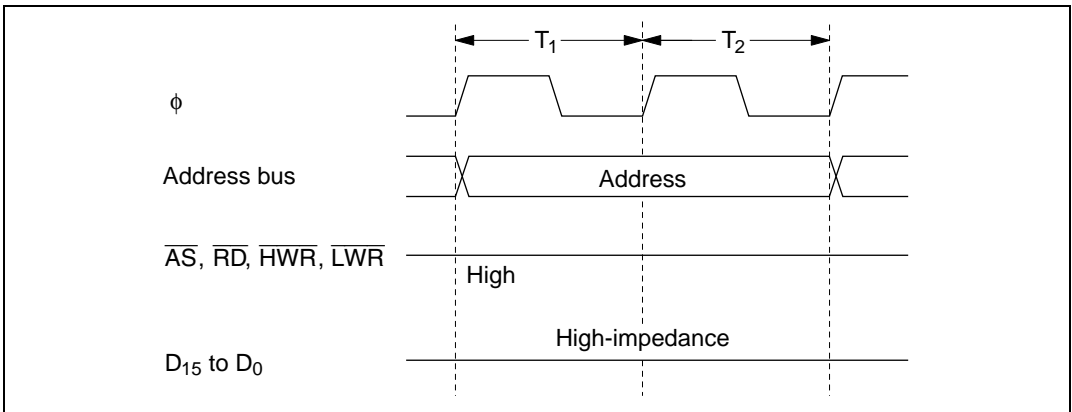 T1 T2
φ
Address bus Address
AS, RD, HWR, LWR
High
High-impedance
D15 to D0